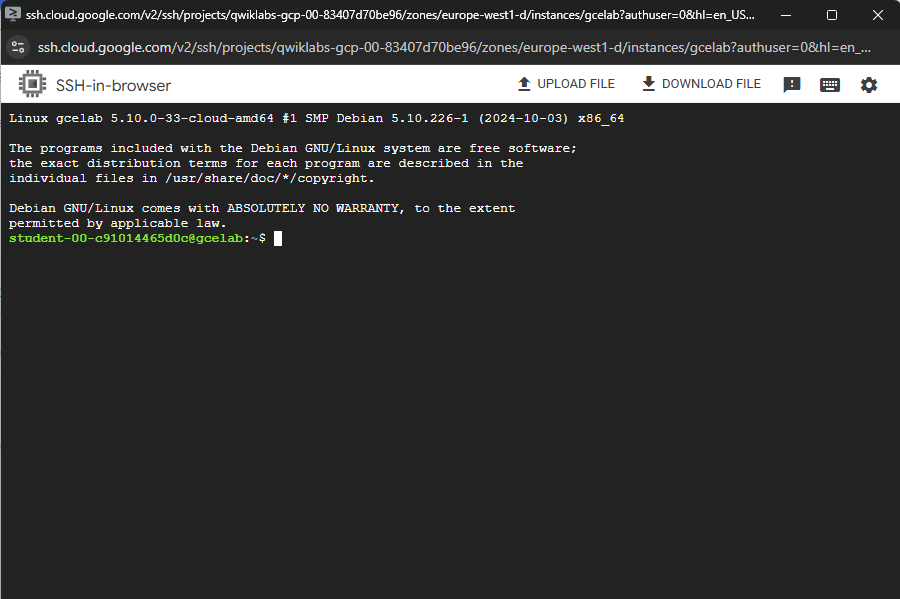 ssh.cloud.google.com/v2/ssh/projects/qwiklabs-gcp-00-83407d70be96/zones/europe-west1-d/instances/gcelab?authuser=0&hl=en_US...
ssh.cloud.google.com/v2/ssh/projects/qwiklabs-gcp-00-83407d70be96/zones/europe-west1-d/instances/gcelab?authuser=0&hl=en_...
SSH-in-browser UPLOAD FILE DOWNLOAD FILE
Linux gcelab 5.10.0-33-cloud-amd64 #1 SMP Debian 5.10.226-1 (2024-10-03) x86_64
The programs included with the Debian GNU/Linux system are free software;
the exact distribution terms for each program are described in the
individual files in /usr/share/doc/*/copyright.
Debian GNU/Linux comes with ABSOLUTELY NO WARRANTY, to the extent
permitted by applicable law.
student-00-c91014465d0c@gcelab:~$